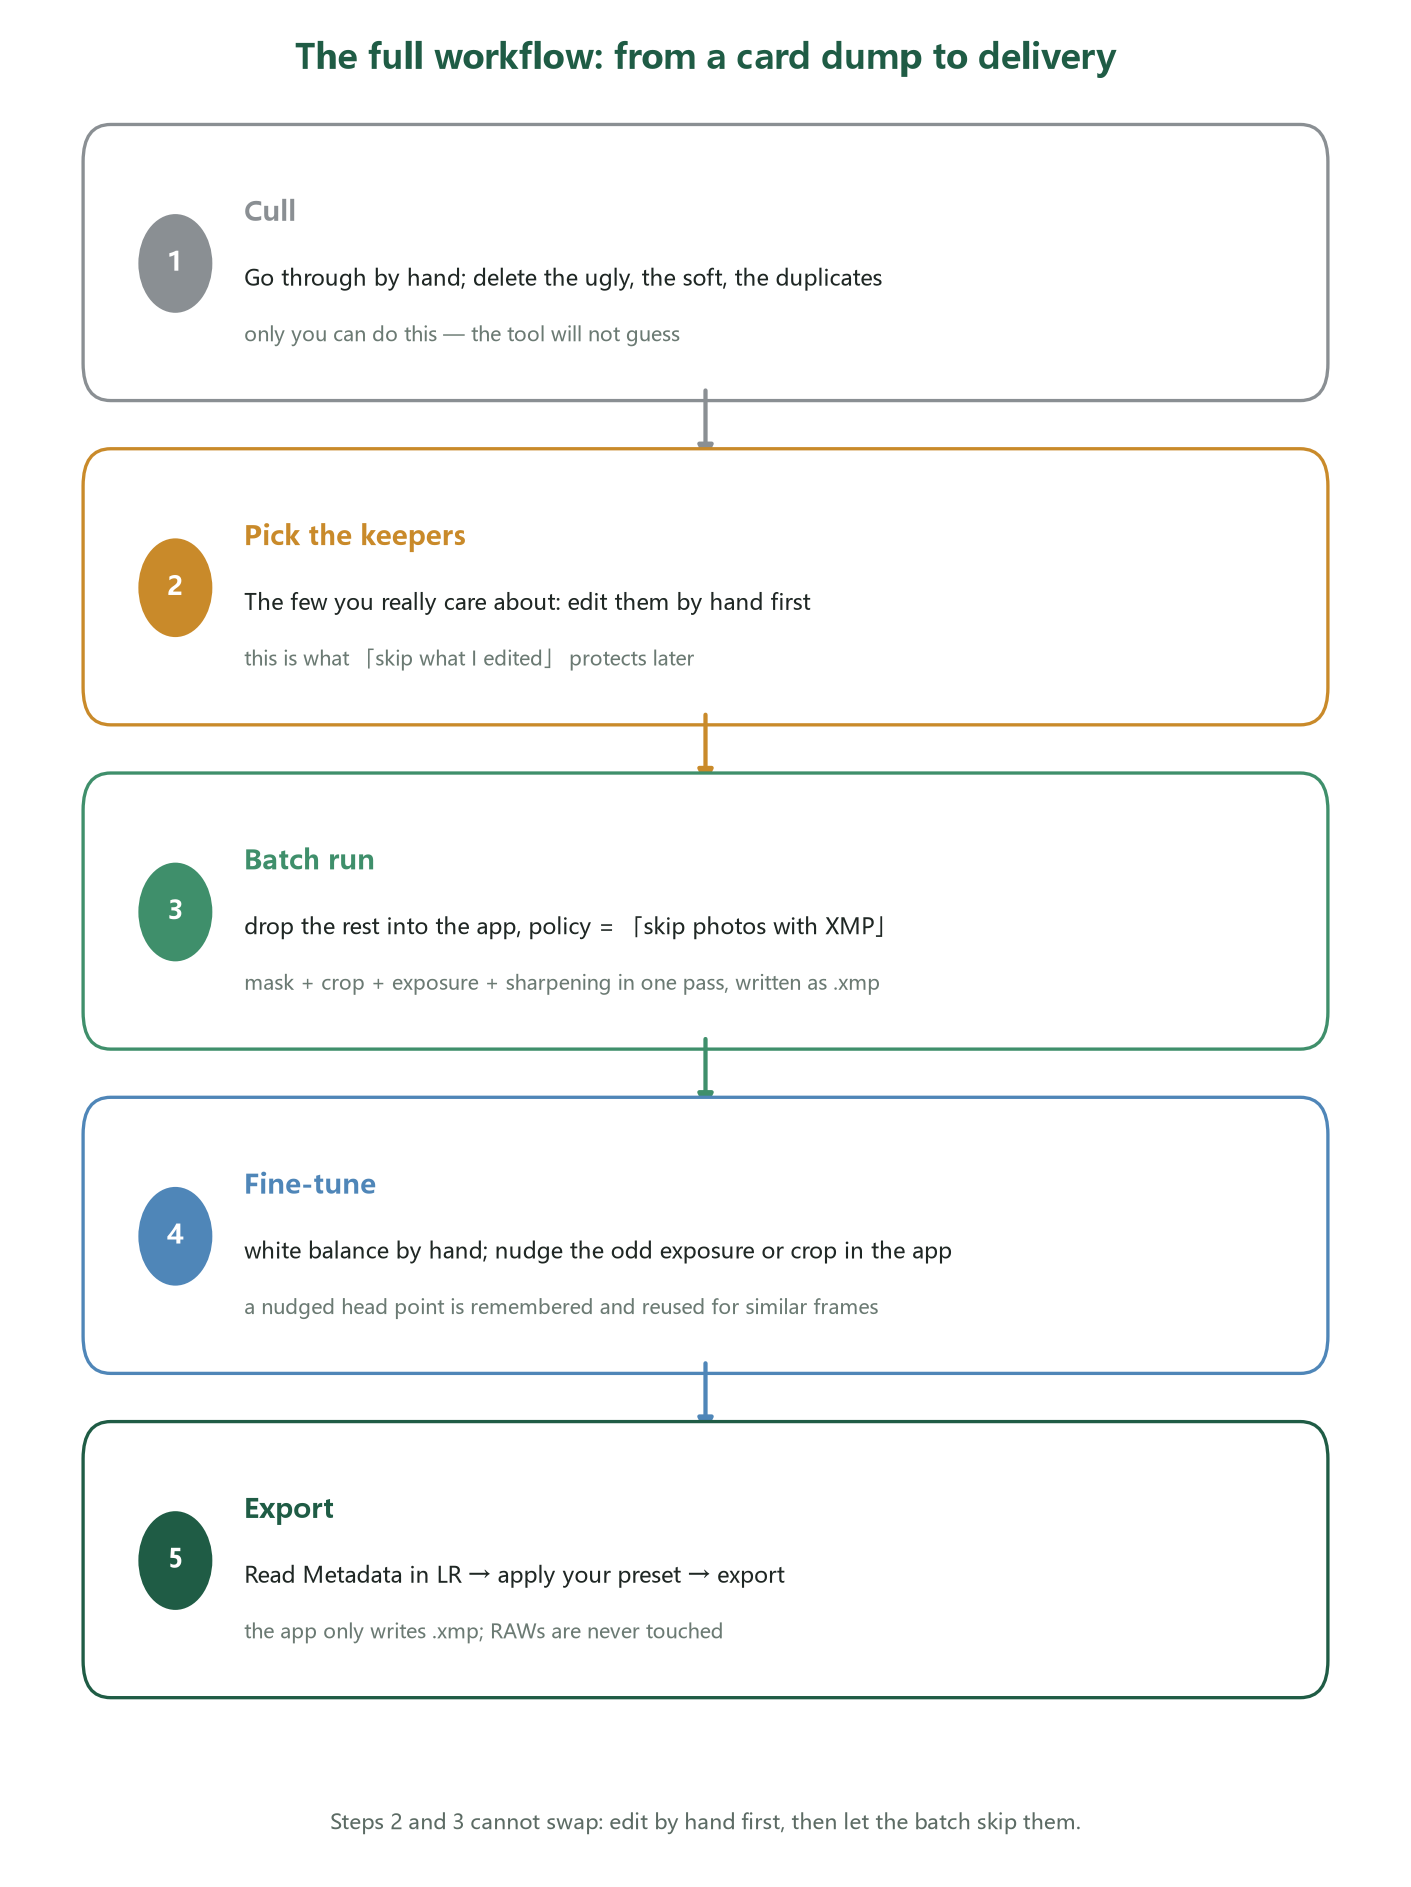 The full workflow: from a card dump to delivery
1
Cull
Go through by hand; delete the ugly, the soft, the duplicates
only you can do this — the tool will not guess
2
Pick the keepers
The few you really care about: edit them by hand first
this is what 「skip what I edited」 protects later
3
Batch run
drop the rest into the app, policy = 「skip photos with XMP」
mask + crop + exposure + sharpening in one pass, written as .xmp
4
Fine-tune
white balance by hand; nudge the odd exposure or crop in the app
a nudged head point is remembered and reused for similar frames
5
Export
Read Metadata in LR → apply your preset → export
the app only writes .xmp; RAWs are never touched
Steps 2 and 3 cannot swap: edit by hand first, then let the batch skip them.